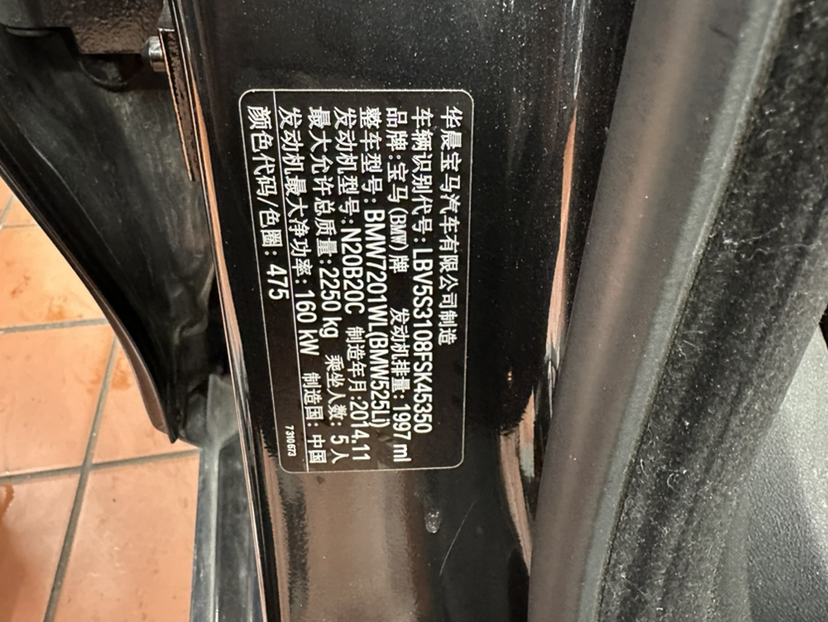 华晨宝马汽车有限公司制造
车辆识别代号: LBV5S3108FSK45350
品牌:宝马(BMW)牌 发动机排量: 1997 ml
整车型号: BMW7201WL(BMW525Li)
发动机型号: N20B20C 制造年月:2014.11
最大允许总质量:2250 kg 乘坐人数: 5人
发动机最大净功率: 160 kW 制造国: 中国
颜色代码/色圈: 475
7 310 673